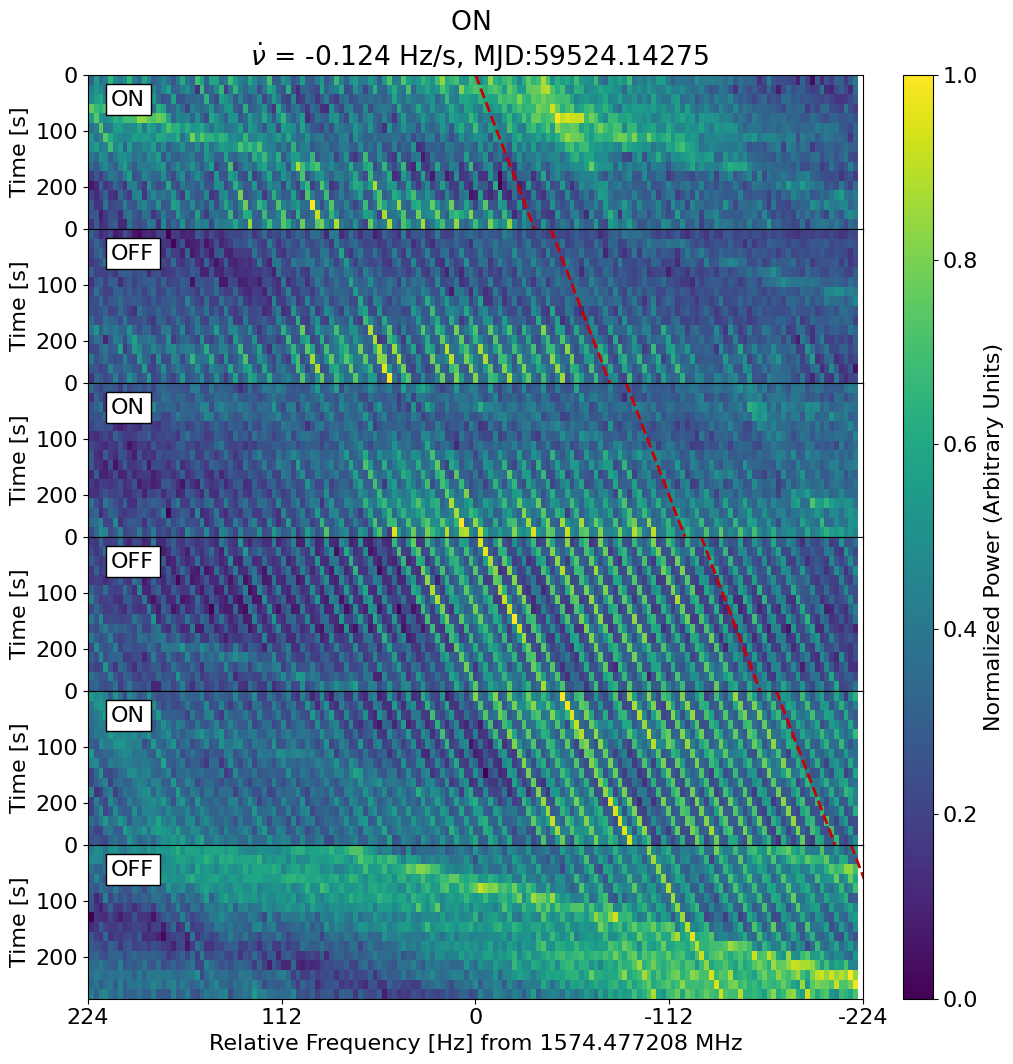 ON
ν̇ = -0.124 Hz/s, MJD:59524.14275
0
100
200
Time [s]
ON
0
100
200
Time [s]
OFF
0
100
200
Time [s]
ON
0
100
200
Time [s]
OFF
0
100
200
Time [s]
ON
0
100
200
Time [s]
OFF
224 112 0 -112 -224
Relative Frequency [Hz] from 1574.477208 MHz
1.0
0.8
0.6
0.4
0.2
0.0
Normalized Power (Arbitrary Units)